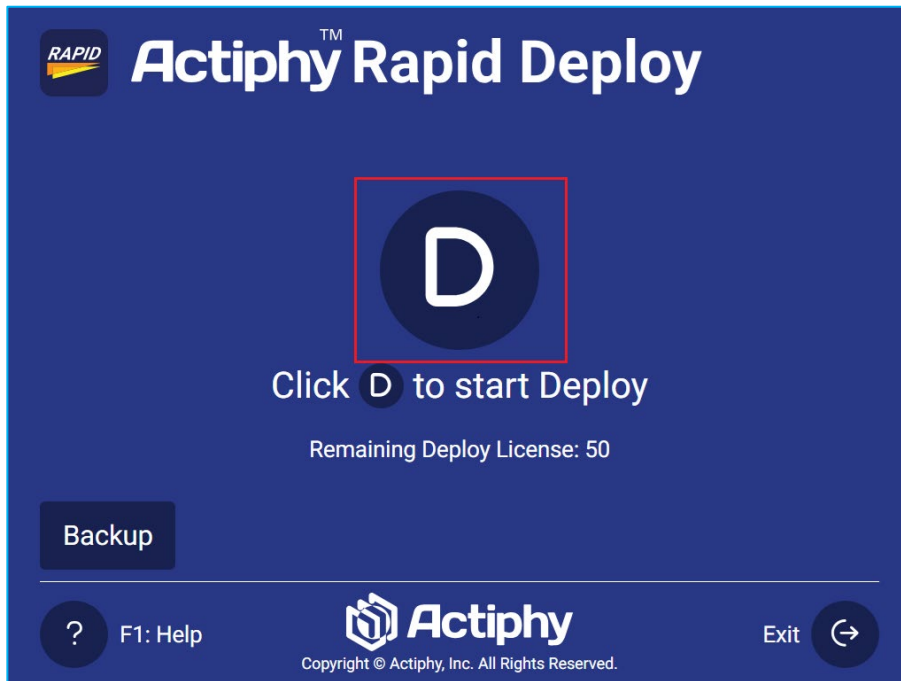 RAPID Actiphy™ Rapid Deploy
D
Click D to start Deploy
Remaining Deploy License: 50
Backup
? F1: Help
Actiphy
Copyright © Actiphy, Inc. All Rights Reserved.
Exit